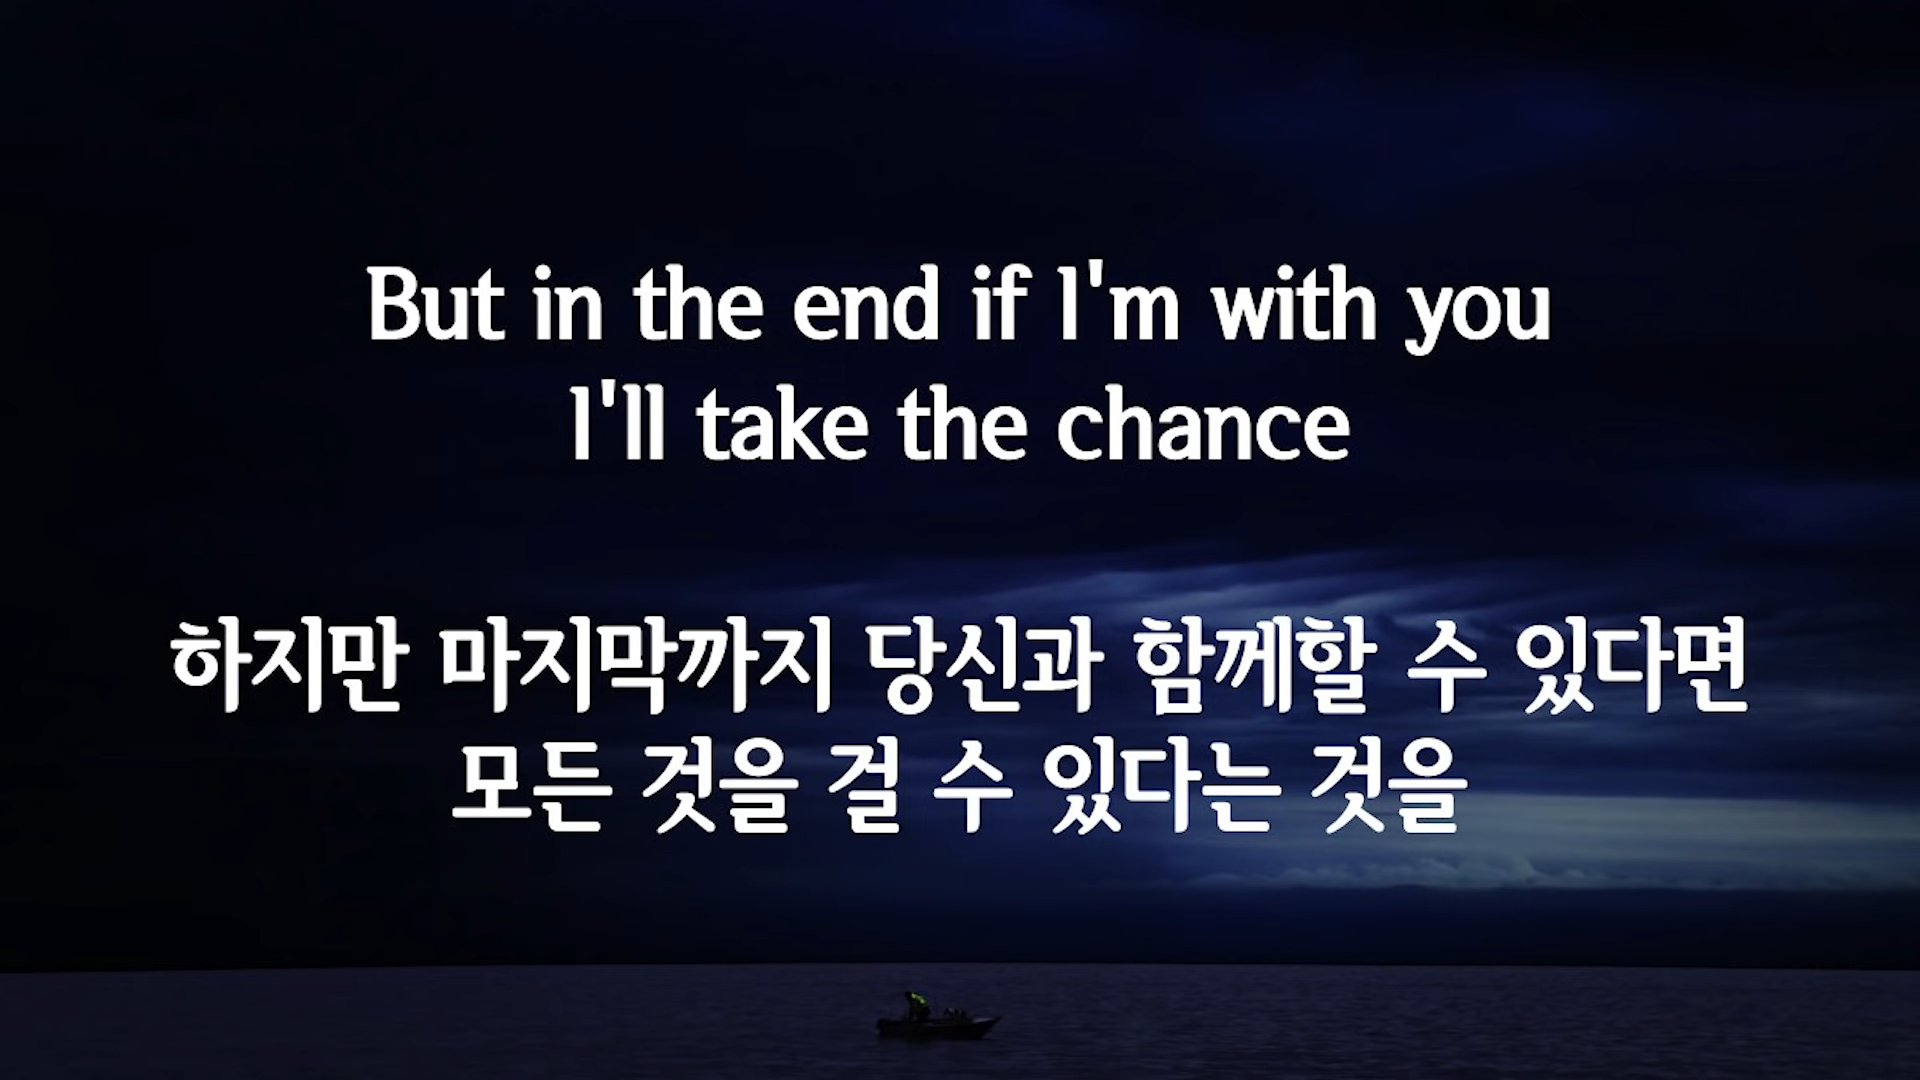 But in the end if I'm with you
I'll take the chance
하지만 마지막까지 당신과 함께할 수 있다면
모든 것을 걸 수 있다는 것을